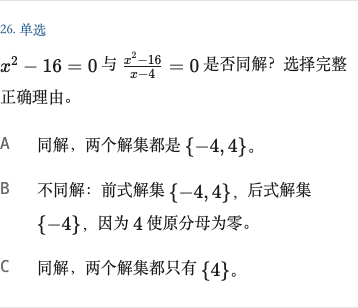 26. 单选
x² − 16 = 0 与 \frac{x²−16}{x−4} = 0 是否同解？选择完整
正确理由。
A 同解，两个解集都是 {−4, 4}。
B 不同解：前式解集 {−4, 4}，后式解集
{−4}，因为 4 使原分母为零。
C 同解，两个解集都只有 {4}。